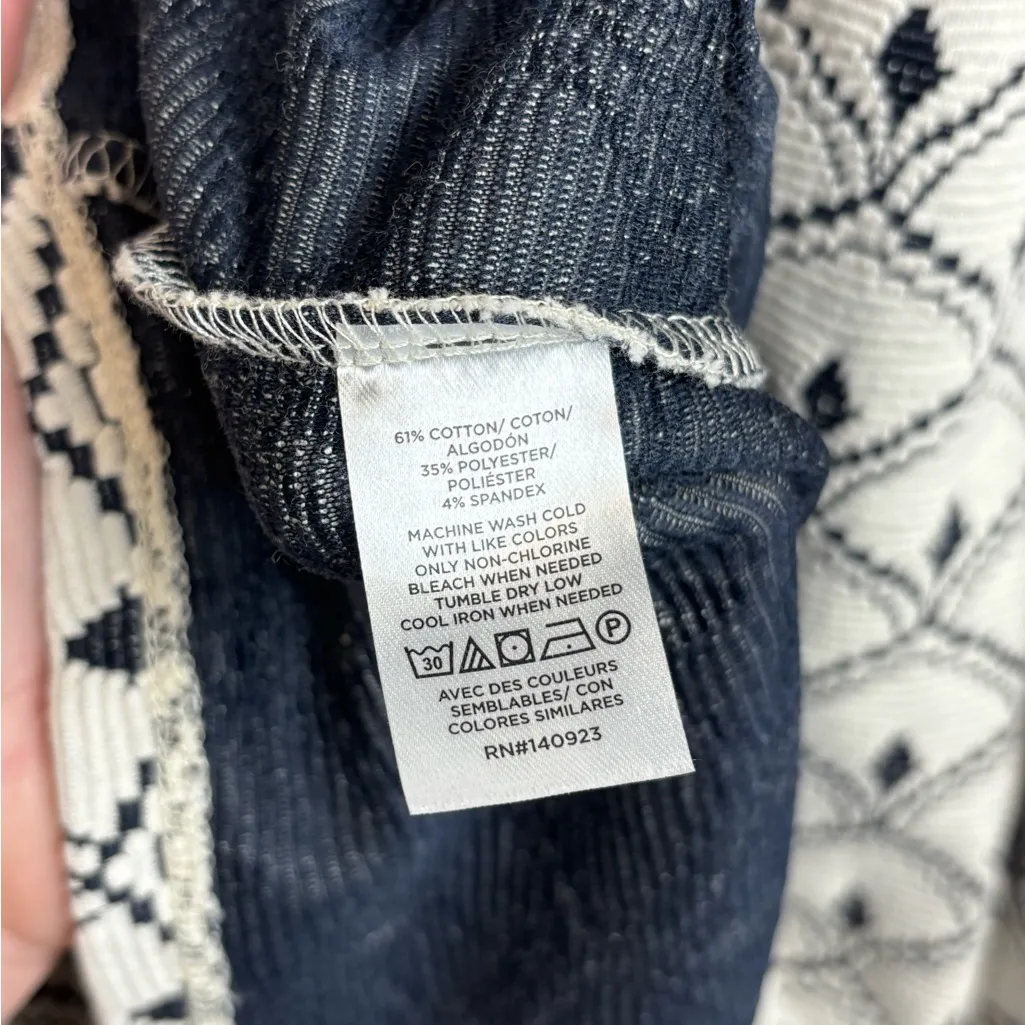 61% COTTON/ COTON/
ALGODÓN
35% POLYESTER/
POLIÉSTER
4% SPANDEX
MACHINE WASH COLD
WITH LIKE COLORS
ONLY NON-CHLORINE
BLEACH WHEN NEEDED
TUMBLE DRY LOW
COOL IRON WHEN NEEDED
30 P
AVEC DES COULEURS
SEMBLABLES/ CON
COLORES SIMILARES
RN#140923